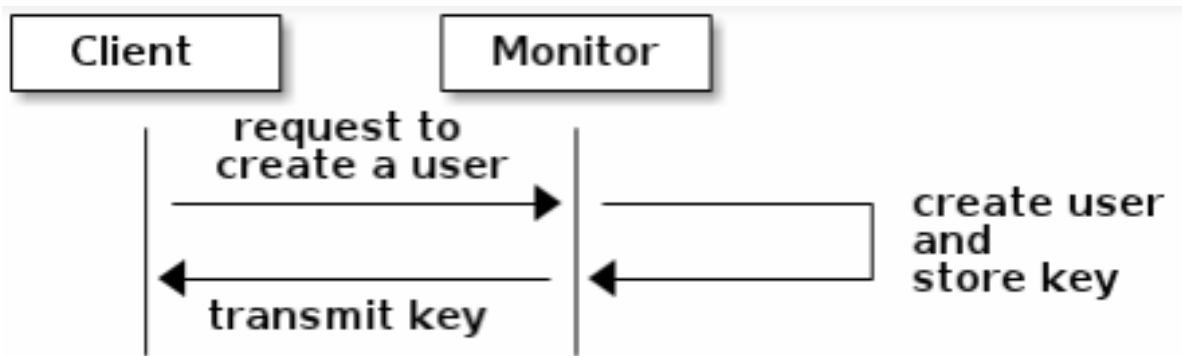 Client
Monitor
request to
create a user
create user
and
store key
transmit key